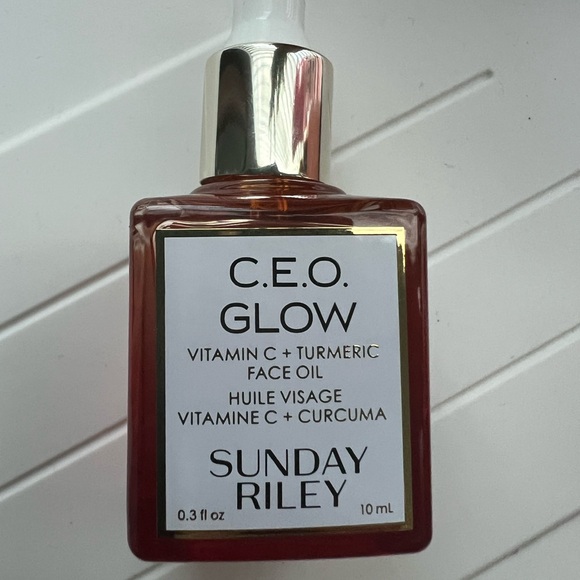 C.E.O.
GLOW
VITAMIN C + TURMERIC
FACE OIL
HUILE VISAGE
VITAMINE C + CURCUMA
SUNDAY
RILEY
0.3 fl oz 10 mL